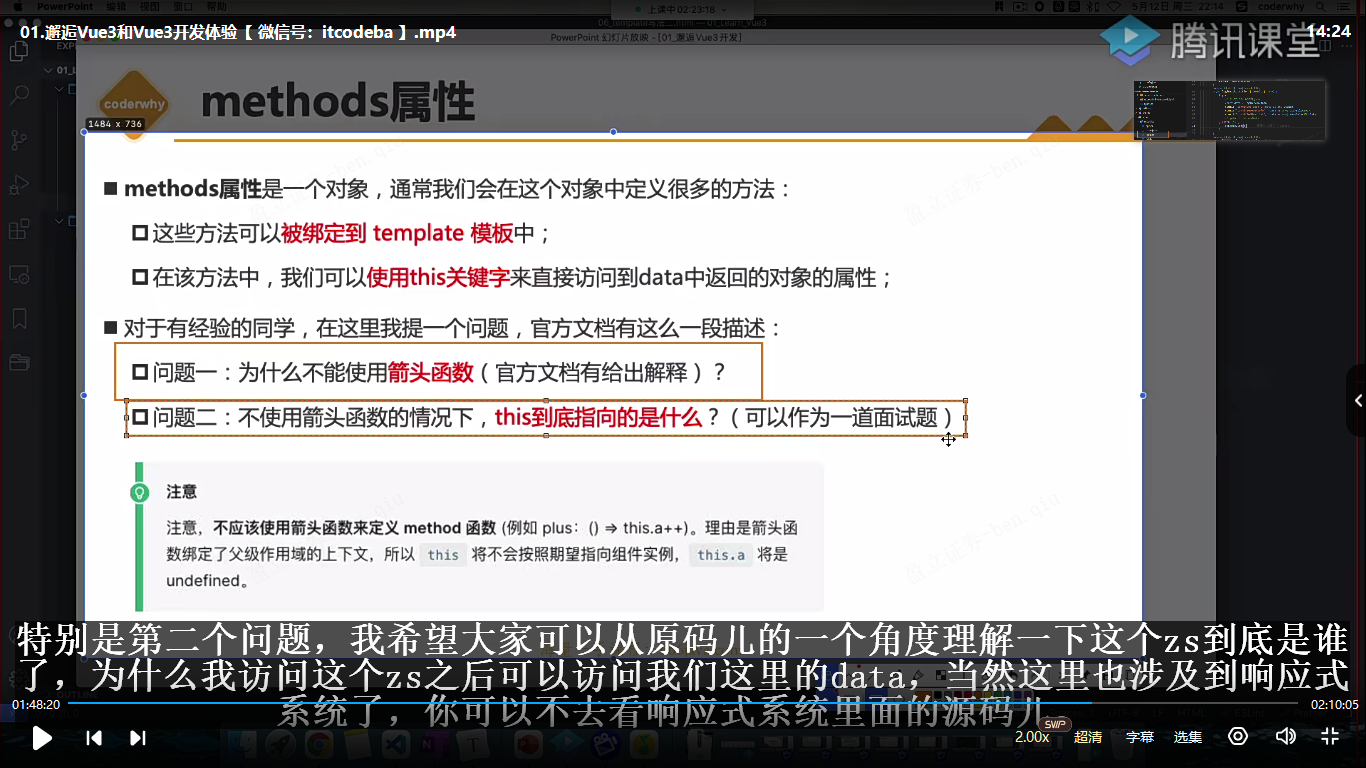 PowerPoint 编辑 视图 窗口 帮助
上课中 02:23:18
5月12日 周三 22:14
coderwhy
01.邂逅Vue3和Vue3开发体验【 微信号：itcodeba 】.mp4
PowerPoint 幻灯片放映 - [01_邂逅Vue3开发]
14:24
腾讯课堂
coderwhy
methods属性
1484 x 736
methods属性是一个对象，通常我们会在这个对象中定义很多的方法：
这些方法可以被绑定到 template 模板中；
在该方法中，我们可以使用this关键字来直接访问到data中返回的对象的属性；
对于有经验的同学，在这里我提一个问题，官方文档有这么一段描述：
问题一：为什么不能使用箭头函数（官方文档有给出解释）？
问题二：不使用箭头函数的情况下，this到底指向的是什么？（可以作为一道面试题）
注意
注意，不应该使用箭头函数来定义 method 函数 (例如 plus：() => this.a++)。理由是箭头函
数绑定了父级作用域的上下文，所以 this 将不会按照期望指向组件实例，this.a 将是
undefined。
特别是第二个问题，我希望大家可以从原码儿的一个角度理解一下这个zs到底是谁
了，为什么我访问这个zs之后可以访问我们这里的data，当然这里也涉及到响应式
系统了，你可以不去看响应式系统里面的源码儿
01:48:20
02:10:05
2.00x
SWP
超清
字幕
选集